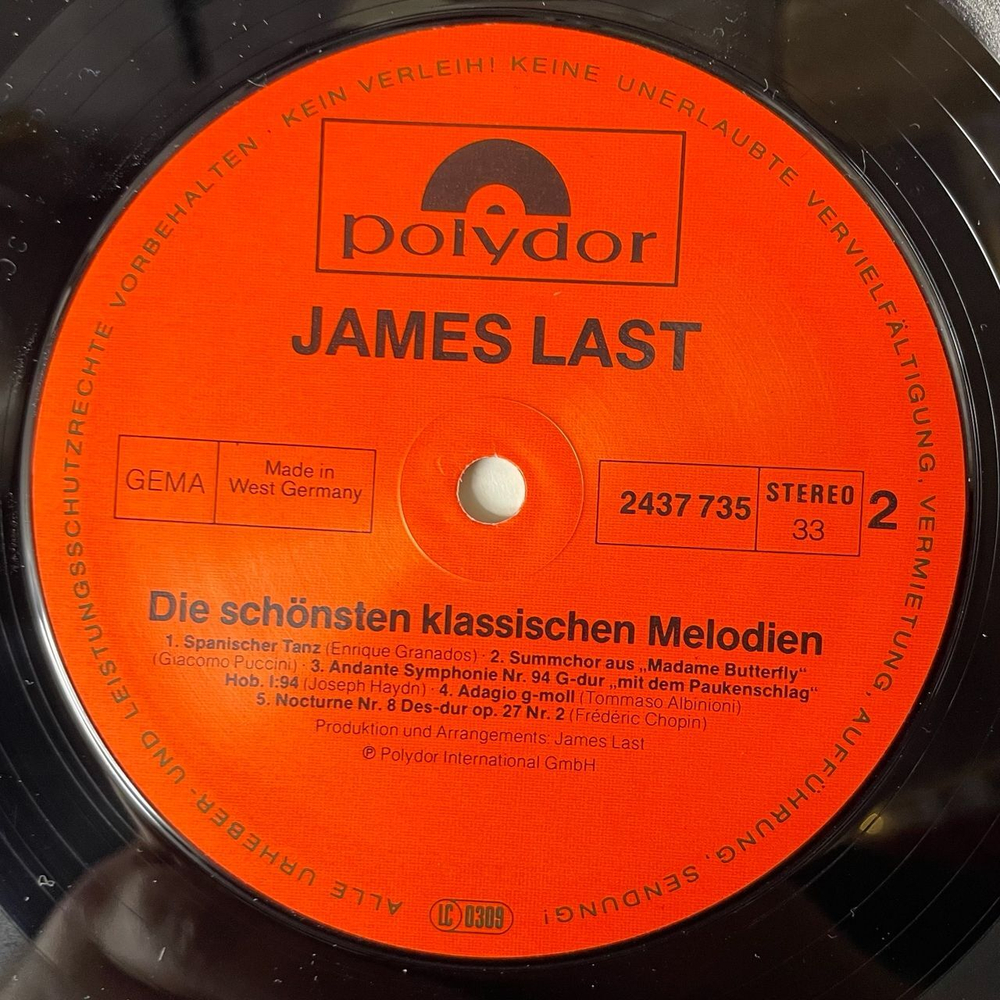 ALLE URHEBER- UND LEISTUNGSSCHUTZRECHTE VORBEHALTEN · KEIN VERLEIH! KEINE UNERLAUBTE VERVIELFÄLTIGUNG, VERMIETUNG, AUFFÜHRUNG, SENDUNG!
polydor
JAMES LAST
GEMA
Made in
West Germany
2437 735
STEREO
33
2
Die schönsten klassischen Melodien
1. Spanischer Tanz (Enrique Granados) · 2. Summchor aus „Madame Butterfly“
(Giacomo Puccini) · 3. Andante Symphonie Nr. 94 G-dur „mit dem Paukenschlag“
Hob. I:94 (Joseph Haydn) · 4. Adagio g-moll (Tommaso Albinioni)
5. Nocturne Nr. 8 Des-dur op. 27 Nr. 2 (Frédéric Chopin)
Produktion und Arrangements: James Last
℗ Polydor International GmbH
LC 0309